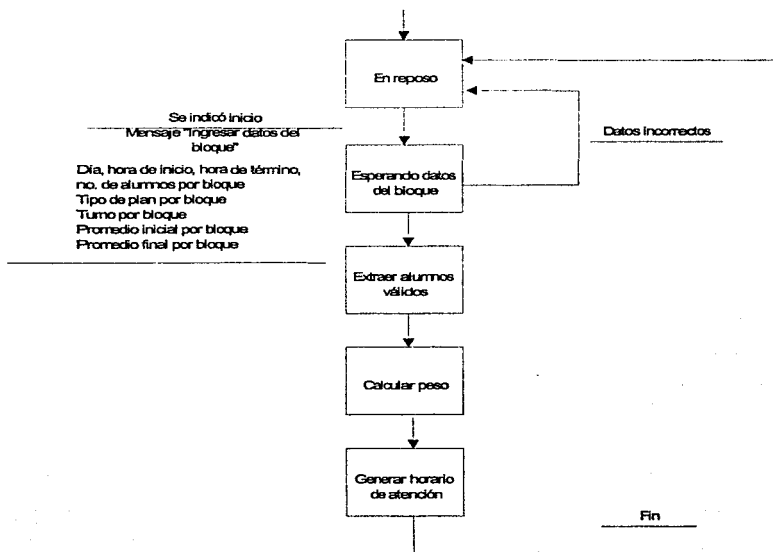 En reposo
Se indicó inicio
Mensaje "Ingresar datos del
bloque"
Datos incorrectos
Día, hora de inicio, hora de término,
no. de alumnos por bloque
Tipo de plan por bloque
Turno por bloque
Promedio inicial por bloque
Promedio final por bloque
Esperando datos
del bloque
Extraer alumnos
válidos
Calcular peso
Generar horario
de atención
Fin